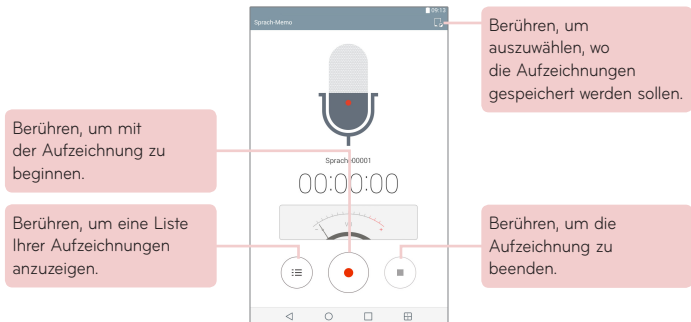 09:13
Sprach-Memo
Berühren, um
auszuwählen, wo
die Aufzeichnungen
gespeichert werden sollen.
Berühren, um mit
der Aufzeichnung zu
beginnen.
Sprach 00001
00:00:00
VU
Berühren, um eine Liste
Ihrer Aufzeichnungen
anzuzeigen.
Berühren, um die
Aufzeichnung zu
beenden.